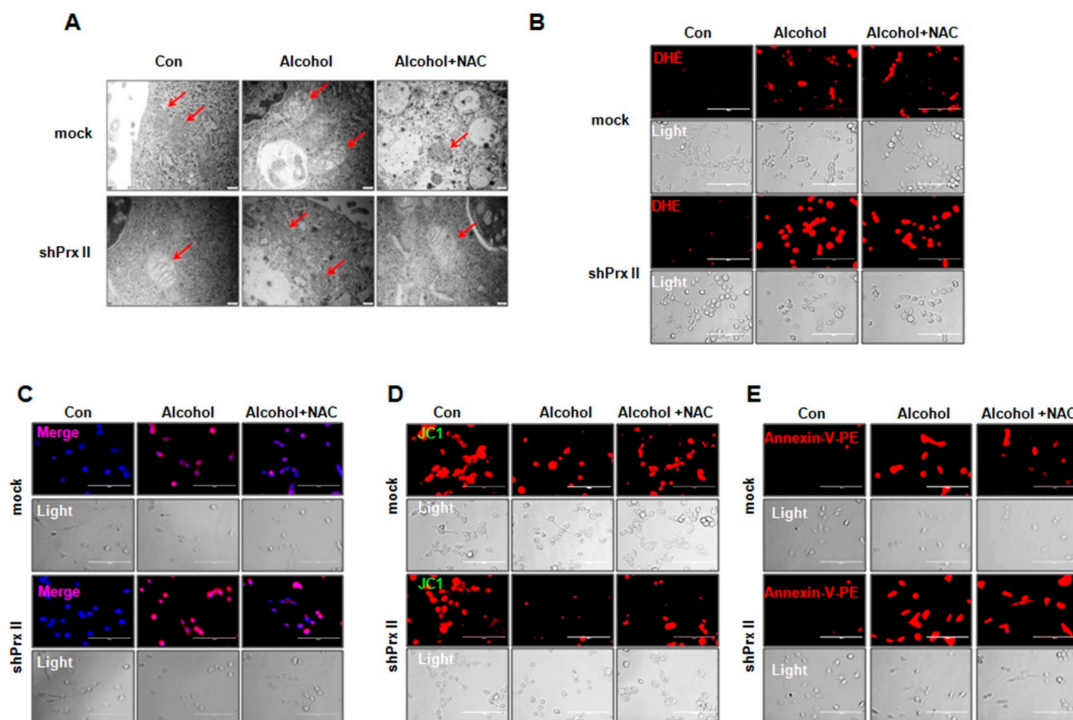 A
Con Alcohol Alcohol+NAC
mock
shPrx II
B
Con Alcohol Alcohol+NAC
mock
DHE
Light
shPrx II
DHE
Light
C
Con Alcohol Alcohol+NAC
mock
Merge
Light
shPrx II
Merge
Light
D
Con Alcohol Alcohol +NAC
mock
JC1
Light
shPrx II
JC1
Light
E
Con Alcohol Alcohol +NAC
mock
Annexin-V-PE
Light
shPrx II
Annexin-V-PE
Light